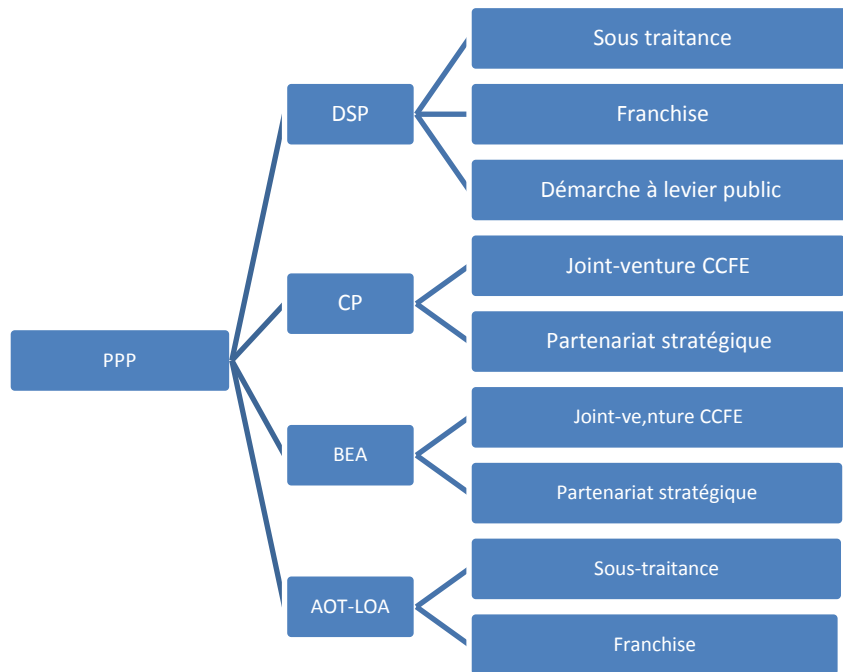 PPP
DSP
Sous traitance
Franchise
Démarche à levier public
CP
Joint-venture CCFE
Partenariat stratégique
BEA
Joint-ve,nture CCFE
Partenariat stratégique
AOT-LOA
Sous-traitance
Franchise